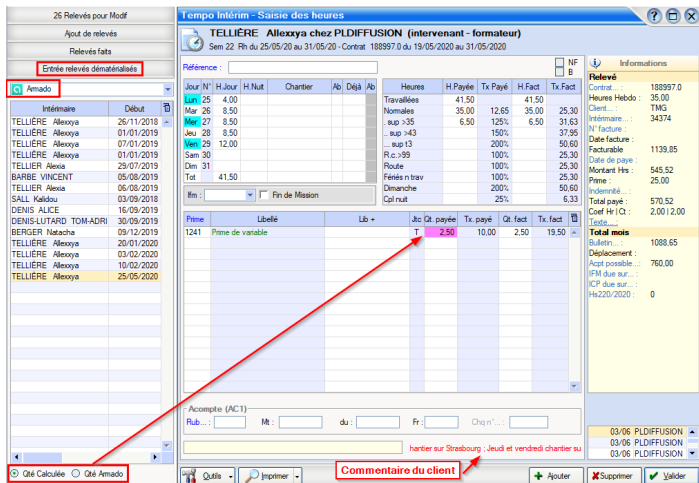 26 Relevés pour Modif
Ajout de relevés
Relevés faits
Entrée relevés dématérialisés
Armado
Intérimaire Début
TELLIÈRE Allexxya 26/11/2018
TELLIÈRE Allexxya 01/01/2019
TELLIÈRE Allexxya 07/01/2019
TELLIÈRE Allexxya 01/01/2019
TELLIER Alexia 29/07/2019
BARBE VINCENT 05/08/2019
TELLIER Alexia 06/08/2019
SALL Kalidou 03/09/2018
DENIS ALICE 16/09/2019
DENIS-LUTARD TOM-ADRI 30/09/2019
BERGER Natacha 09/12/2019
TELLIÈRE Allexxya 20/01/2020
TELLIÈRE Allexxya 03/02/2020
TELLIÈRE Allexxya 10/02/2020
TELLIÈRE Allexxya 25/05/2020
Qté Calculée Qté Armado
Tempo Intérim - Saisie des heures
TELLIÈRE Allexxya chez PLDIFFUSION (intervenant - formateur)
Sem 22 Rh du 25/05/20 au 31/05/20 - Contrat 188997.0 du 19/05/2020 au 31/05/2020
Référence : NF
B
Jour N° H.Jour H.Nuit Chantier Ab Déjà Ab
Lun 25 4,00
Mar 26 8,50
Mer 27 8,50
Jeu 28 8,50
Ven 29 12,00
Sam 30
Dim 31
Tot 41,50
Ifm : Fin de Mission
Heures H.Payée Tx Payé H.Fact Tx.Fact
Travaillées 41,50 41,50
Normales 35,00 12,65 35,00 25,30
. sup >35 6,50 125% 6,50 31,63
.. sup >43 150% 37,95
... sup t3 200% 50,60
R.c.>99 100% 25,30
Route 100% 25,30
Fériés n trav 100% 25,30
Dimanche 200% 50,60
Cpl nuit 25% 6,33
Prime Libellé Lib + Jtc Qt. payée Tx. payé Qt. fact Tx. fact
1241 Prime de variable T 2,50 10,00 2,50 19,50
Acompte (AC1)
Rub... : Mt : du : Fr : Chq n°... :
hantier sur Strasbourg : Jeudi et vendredi chantier su
Commentaire du client
Outils Imprimer Ajouter Supprimer Valider
Informations
Relevé
Contrat... : 188997.0
Heures Hebdo : 35,00
Client... : TMG
Intérimaire... : 34374
N° facture :
Date facture :
Facturable 1139,85
Date de paye :
Montant Hrs : 545,52
Prime : 25,00
Indemnité... :
Total payé : 570,52
Coef Hr | Ct : 2,00 | 2,00
Texte... :
Total mois
Bulletin... : 1088,65
Déplacement :
Acpt possible... : 760,00
IFM due sur... :
ICP due sur... :
Hs220/2020 : 0
03/06 PLDIFFUSION
03/06 PLDIFFUSION
03/06 PLDIFFUSION